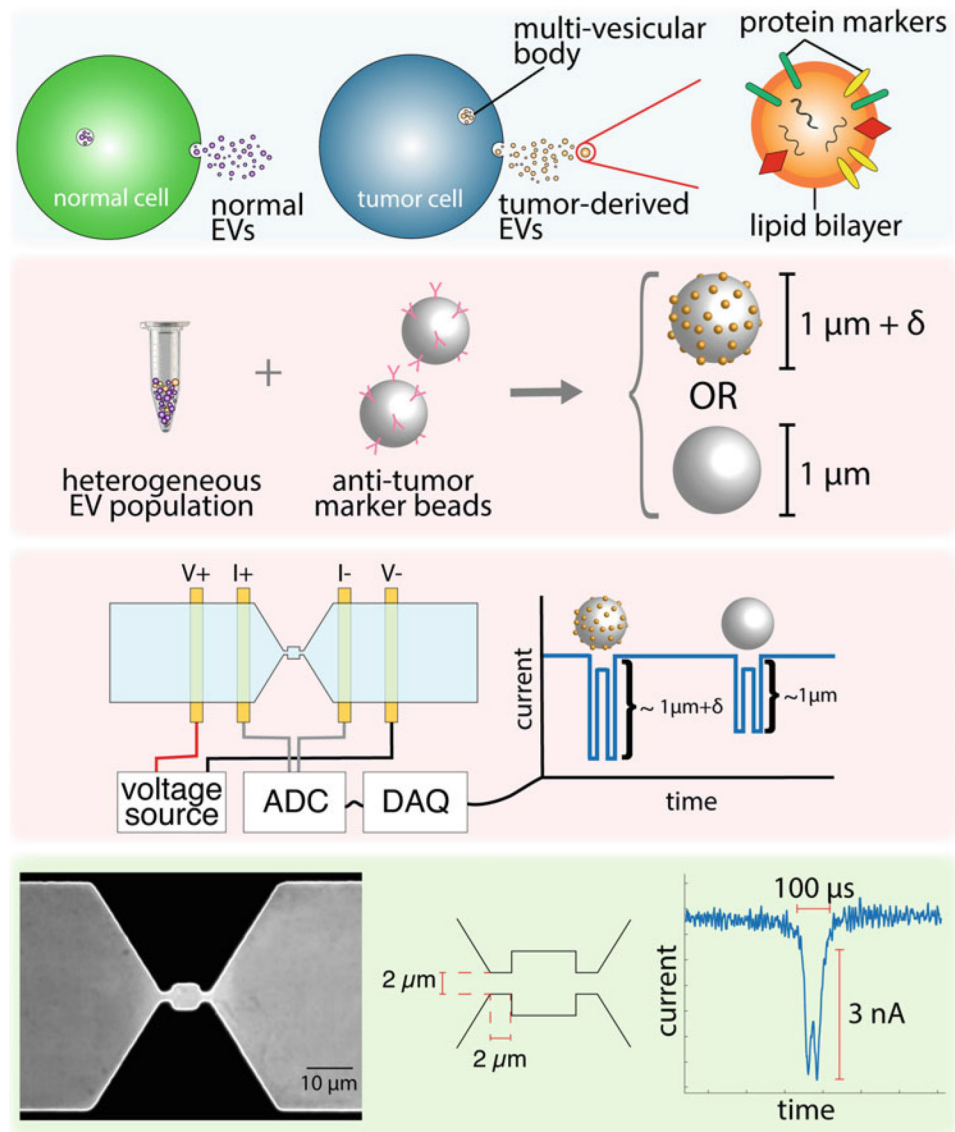 multi-vesicular
body
protein markers
normal cell
normal
EVs
tumor cell
tumor-derived
EVs
lipid bilayer
+
1 μm + δ
OR
1 μm
heterogeneous
EV population
anti-tumor
marker beads
V+ I+ I- V-
voltage
source
ADC
DAQ
current
~ 1μm+δ
~1μm
time
10 μm
2 μm
2 μm
100 μs
current
3 nA
time